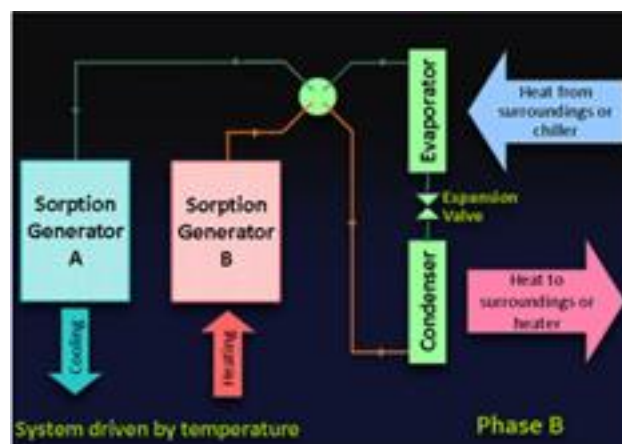 Sorption
Generator
A
Sorption
Generator
B
Evaporator
Expansion
Valve
Condenser
Heat from
surroundings or
chiller
Heat to
surroundings or
heater
Cooling
Heating
System driven by temperature
Phase B